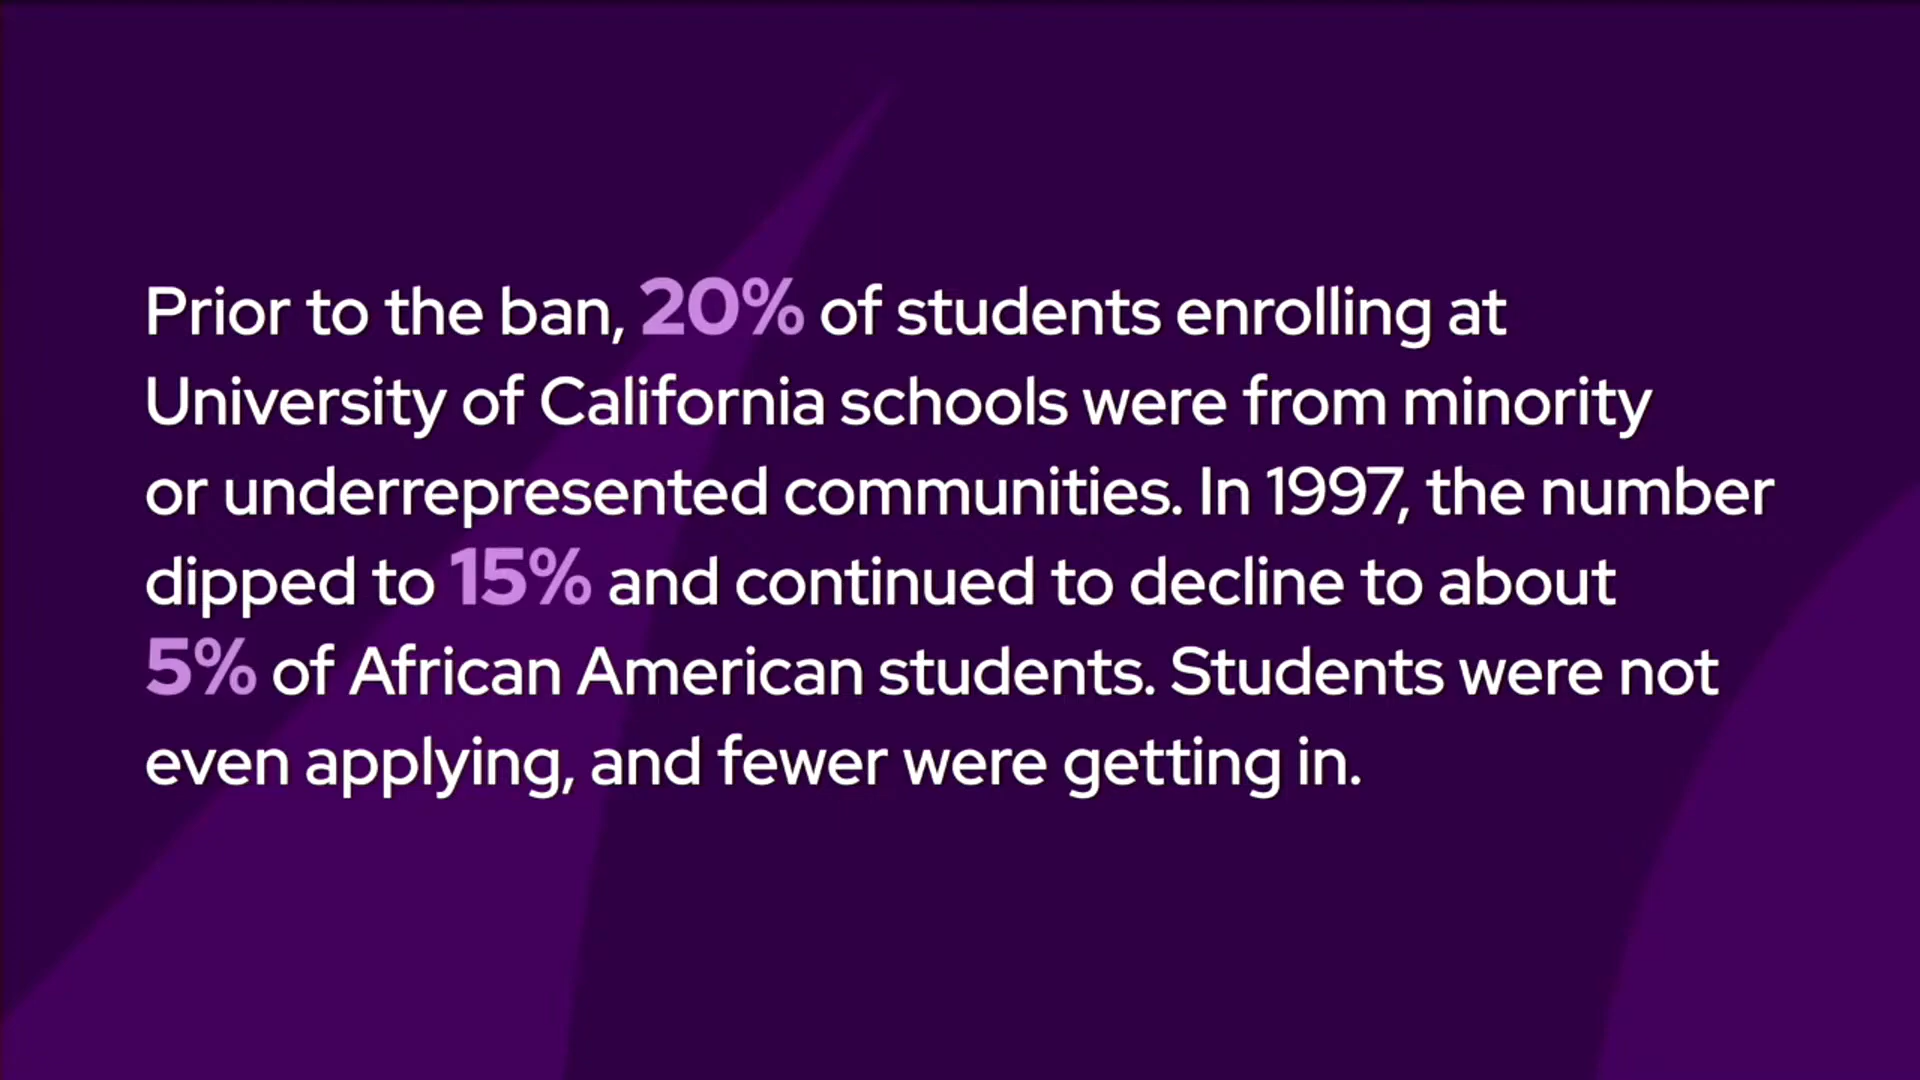 Prior to the ban, 20% of students enrolling at
University of California schools were from minority
or underrepresented communities. In 1997, the number
dipped to 15% and continued to decline to about
5% of African American students. Students were not
even applying, and fewer were getting in.